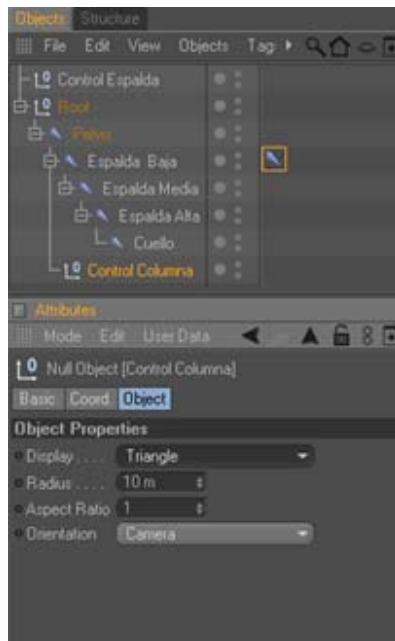 Objects Structure
File Edit View Objects Tag
Control Espalda
Root
Pelvis
Espalda Baja
Espalda Media
Espalda Alta
Cuello
Control Columna
Attributes
Mode Edit User Data
Null Object [Control Columna]
Basic Coord. Object
Object Properties
Display . . . . Triangle
Radius . . . . 10 m
Aspect Ratio 1
Orientation Camera